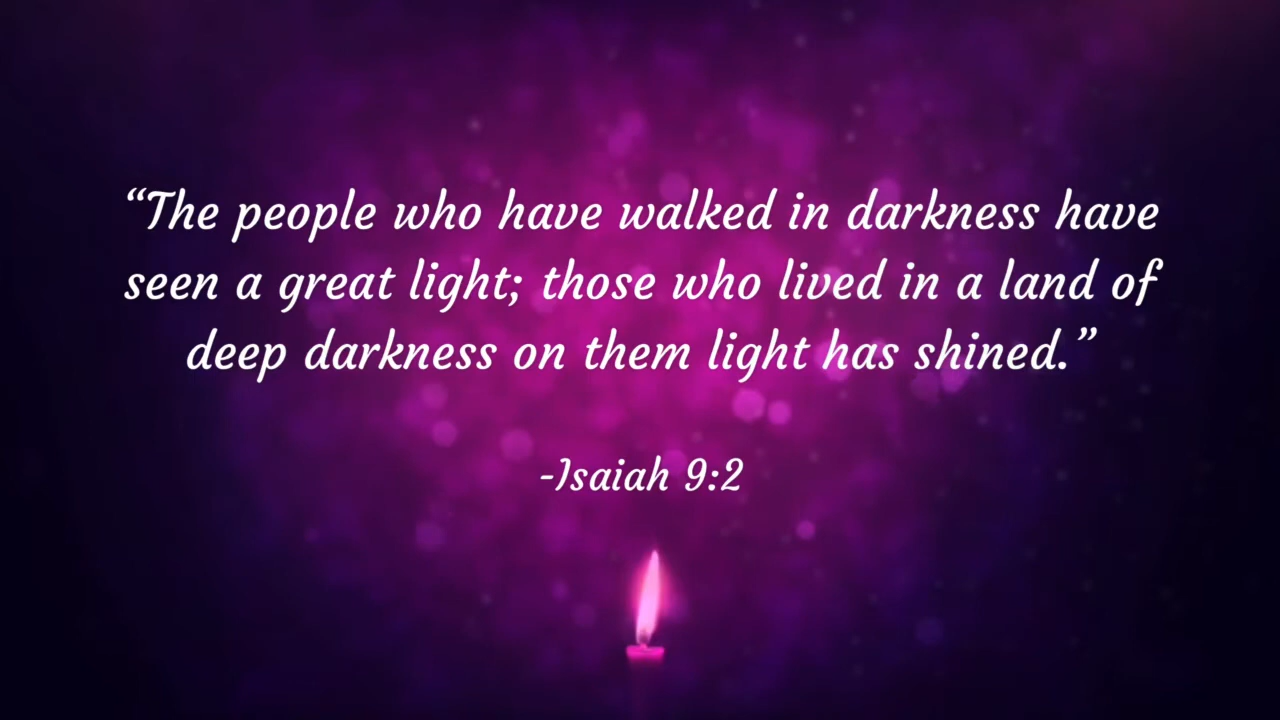 “The people who have walked in darkness have
seen a great light; those who lived in a land of
deep darkness on them light has shined.”
-Isaiah 9:2